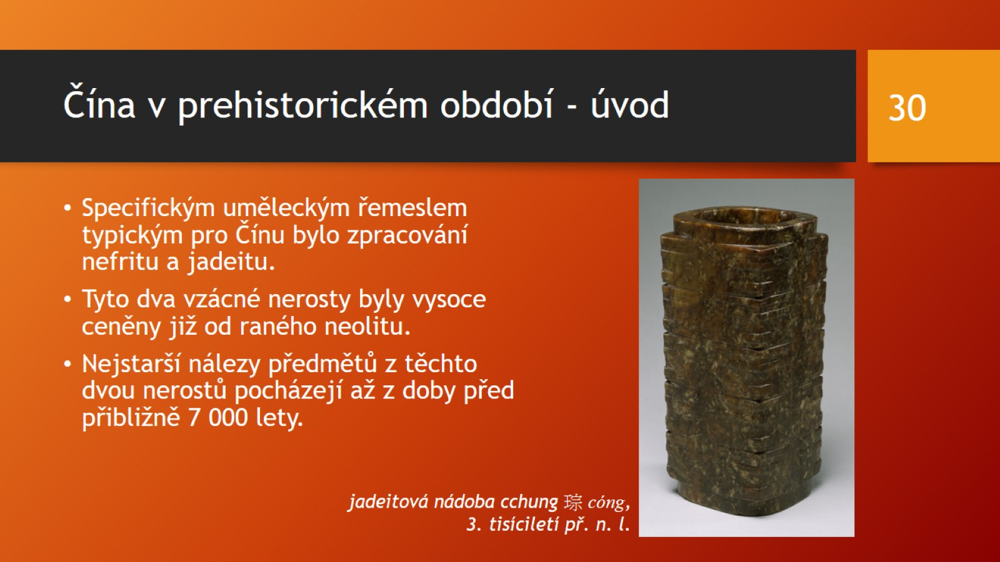 Čína v prehistorickém období - úvod
30
• Specifickým uměleckým řemeslem
typickým pro Čínu bylo zpracování
nefritu a jadeitu.
• Tyto dva vzácné nerosty byly vysoce
ceněny již od raného neolitu.
• Nejstarší nálezy předmětů z těchto
dvou nerostů pocházejí až z doby před
přibližně 7 000 lety.
jadeitová nádoba cchung 琮 cóng,
3. tisíciletí př. n. l.